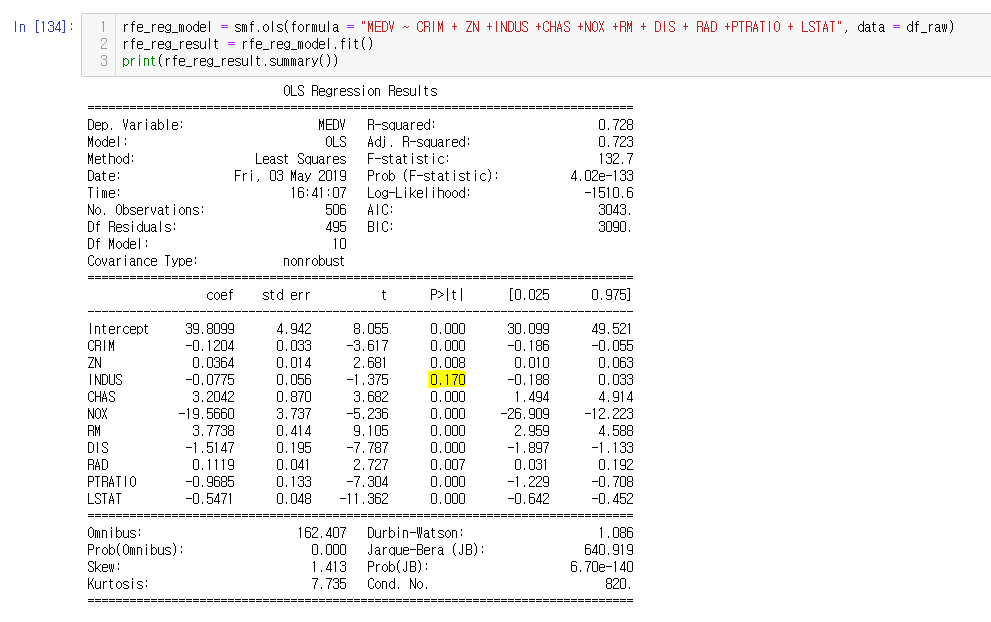 In [134]:
1 rfe_reg_model = smf.ols(formula = "MEDV ~ CRIM + ZN +INDUS +CHAS +NOX +RM + DIS + RAD +PTRATIO + LSTAT", data = df_raw)
2 rfe_reg_result = rfe_reg_model.fit()
3 print(rfe_reg_result.summary())
OLS Regression Results
Dep. Variable: MEDV R-squared: 0.728
Model: OLS Adj. R-squared: 0.723
Method: Least Squares F-statistic: 132.7
Date: Fri, 03 May 2019 Prob (F-statistic): 4.02e-133
Time: 16:41:07 Log-Likelihood: -1510.6
No. Observations: 506 AIC: 3043.
Df Residuals: 495 BIC: 3090.
Df Model: 10
Covariance Type: nonrobust
coef std err t P>|t| [0.025 0.975]
Intercept 39.8099 4.942 8.055 0.000 30.099 49.521
CRIM -0.1204 0.033 -3.617 0.000 -0.186 -0.055
ZN 0.0364 0.014 2.681 0.008 0.010 0.063
INDUS -0.0775 0.056 -1.375 0.170 -0.188 0.033
CHAS 3.2042 0.870 3.682 0.000 1.494 4.914
NOX -19.5660 3.737 -5.236 0.000 -26.909 -12.223
RM 3.7738 0.414 9.105 0.000 2.959 4.588
DIS -1.5147 0.195 -7.787 0.000 -1.897 -1.133
RAD 0.1119 0.041 2.727 0.007 0.031 0.192
PTRATIO -0.9685 0.133 -7.304 0.000 -1.229 -0.708
LSTAT -0.5471 0.048 -11.362 0.000 -0.642 -0.452
Omnibus: 162.407 Durbin-Watson: 1.086
Prob(Omnibus): 0.000 Jarque-Bera (JB): 640.919
Skew: 1.413 Prob(JB): 6.70e-140
Kurtosis: 7.735 Cond. No. 820.